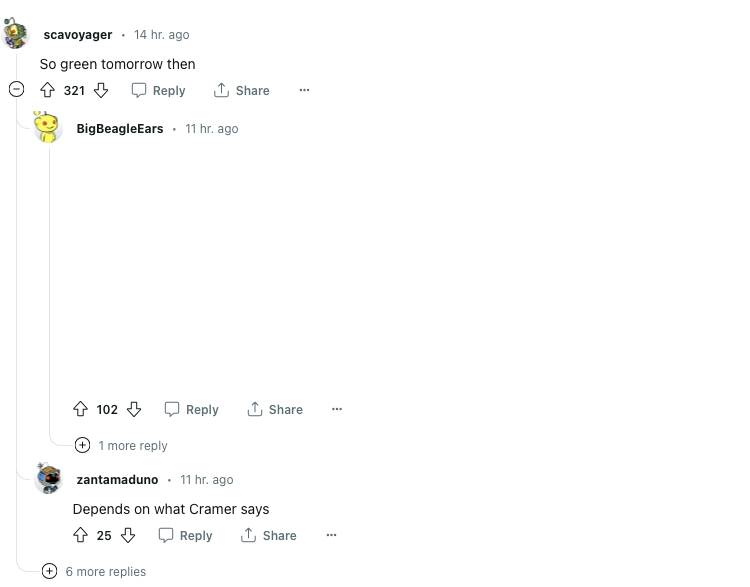 scavoyager • 14 hr. ago
So green tomorrow then
321 Reply Share ...
BigBeagleEars • 11 hr. ago
102 Reply Share ...
1 more reply
zantamaduno • 11 hr. ago
Depends on what Cramer says
25 Reply Share ...
6 more replies